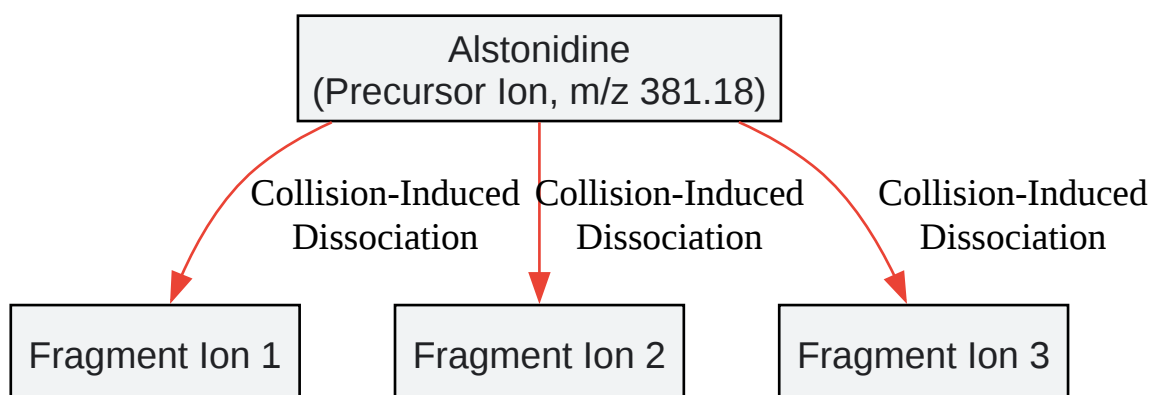 Alstonidine
(Precursor Ion, m/z 381.18)
Collision-Induced
Dissociation
Collision-Induced
Dissociation
Collision-Induced
Dissociation
Fragment Ion 1
Fragment Ion 2
Fragment Ion 3